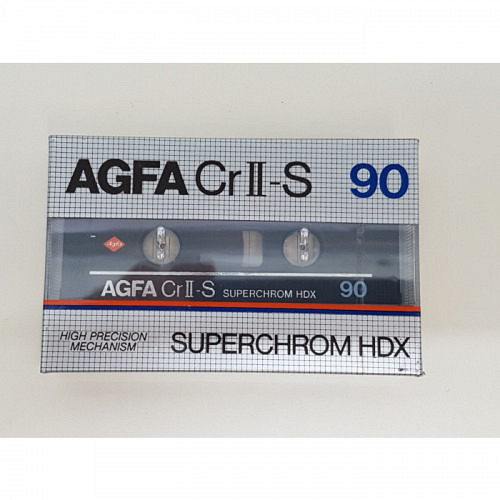 AGFA CrII-S 90
Agfa
AGFA CrII-S SUPERCHROM HDX 90
HIGH PRECISION
MECHANISM
SUPERCHROM HDX